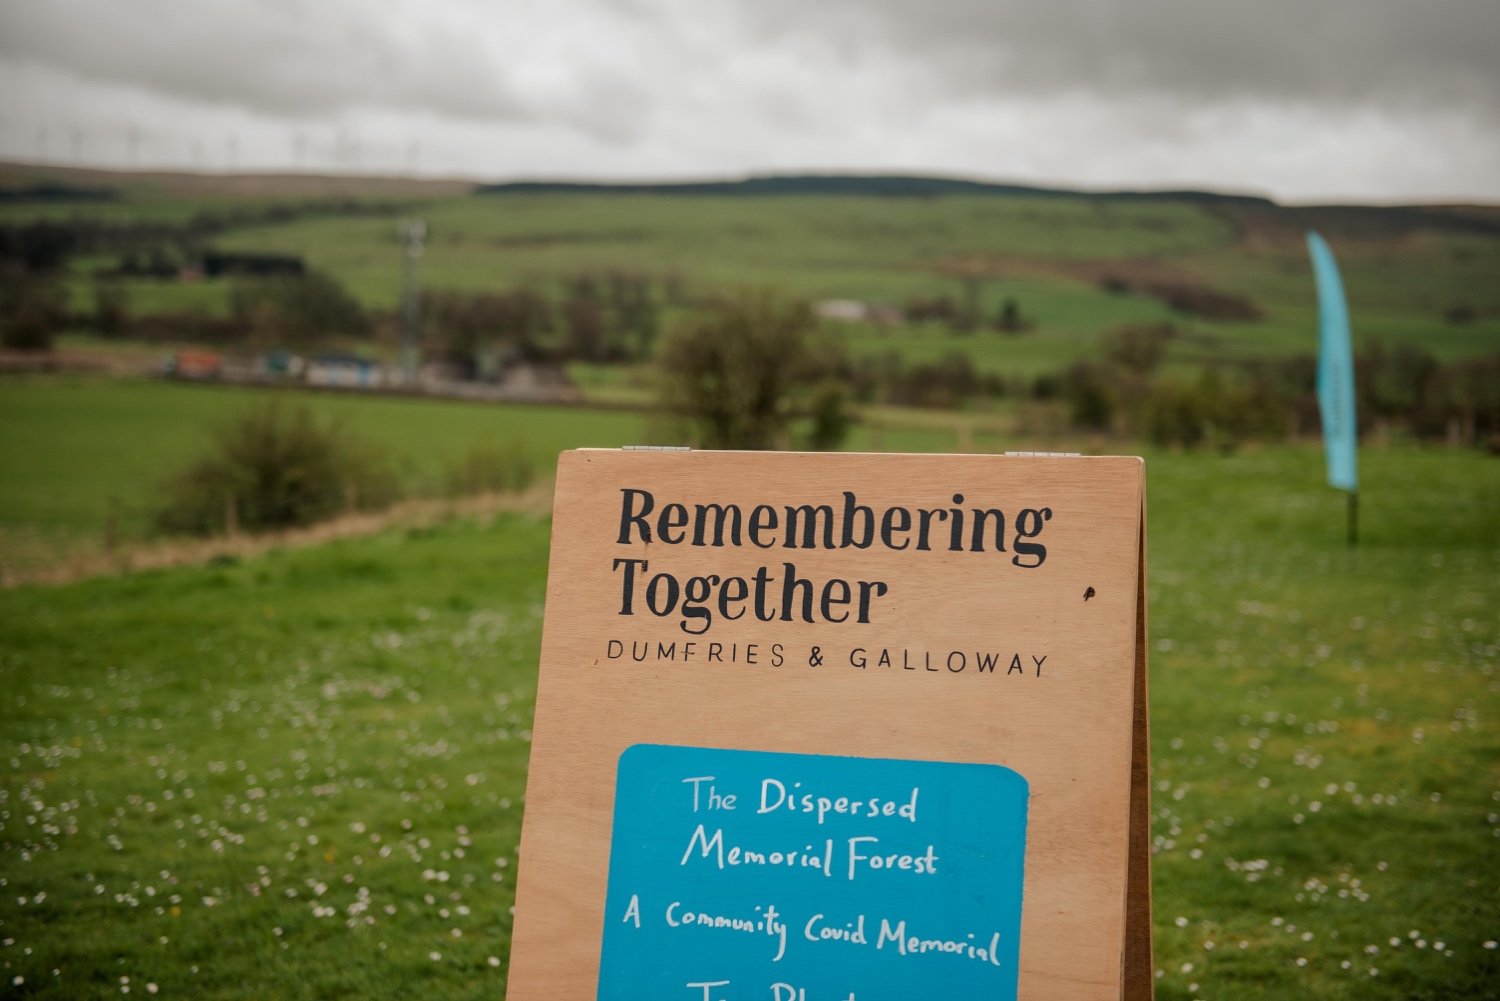 Remembering
Together
DUMFRIES & GALLOWAY
The Dispersed
Memorial Forest
A Community Covid Memorial